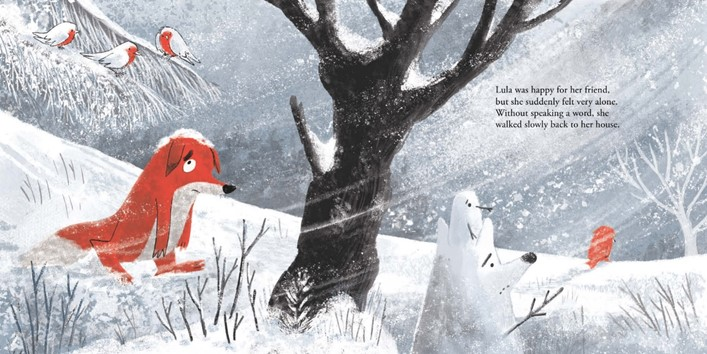 Lula was happy for her friend,
but she suddenly felt very alone.
Without speaking a word, she
walked slowly back to her house.